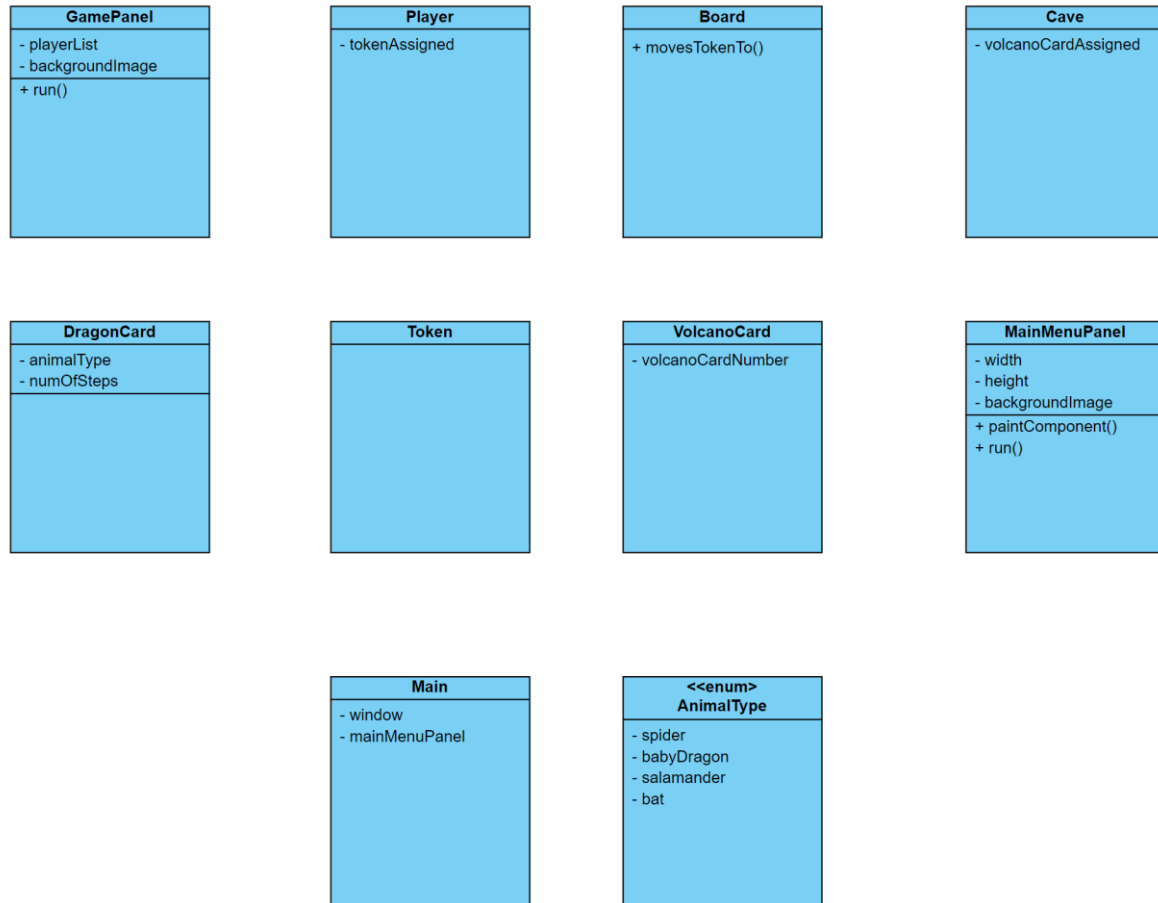 GamePanel
- playerList
- backgroundImage
+ run()
Player
- tokenAssigned
Board
+ movesTokenTo()
Cave
- volcanoCardAssigned
DragonCard
- animalType
- numOfSteps
Token
VolcanoCard
- volcanoCardNumber
MainMenuPanel
- width
- height
- backgroundImage
+ paintComponent()
+ run()
Main
- window
- mainMenuPanel
<<enum>
AnimalType
- spider
- babyDragon
- salamander
- bat